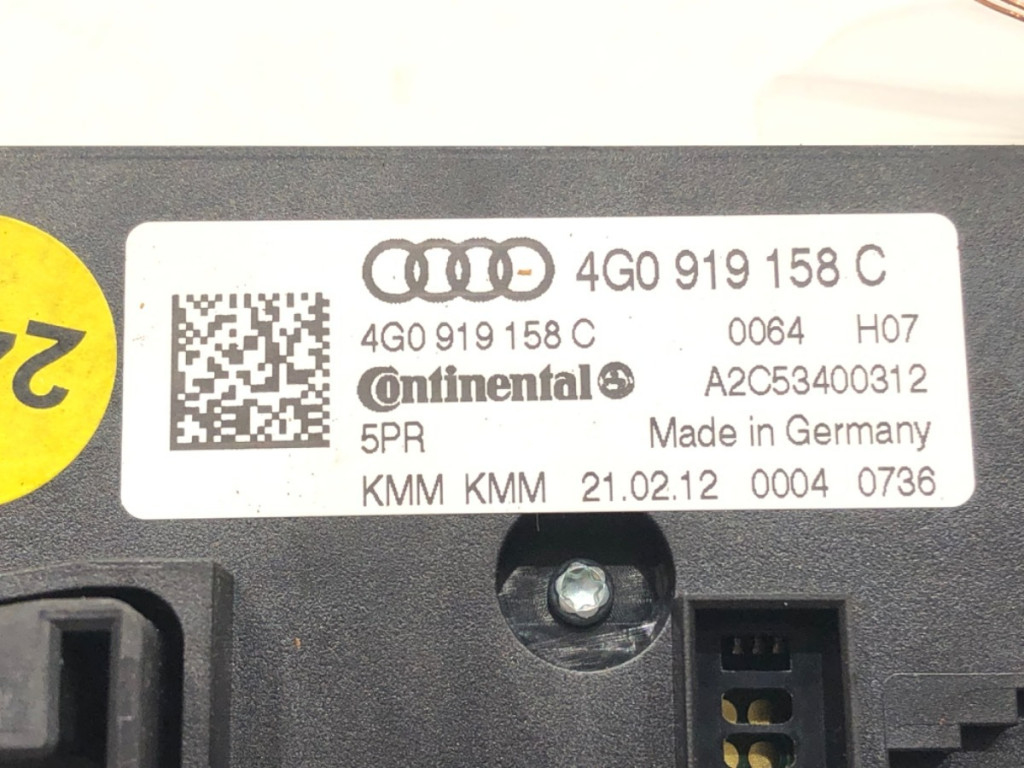 4G0 919 158 C
4G0 919 158 C 0064 H07
Continental A2C53400312
5PR Made in Germany
KMM KMM 21.02.12 0004 0736